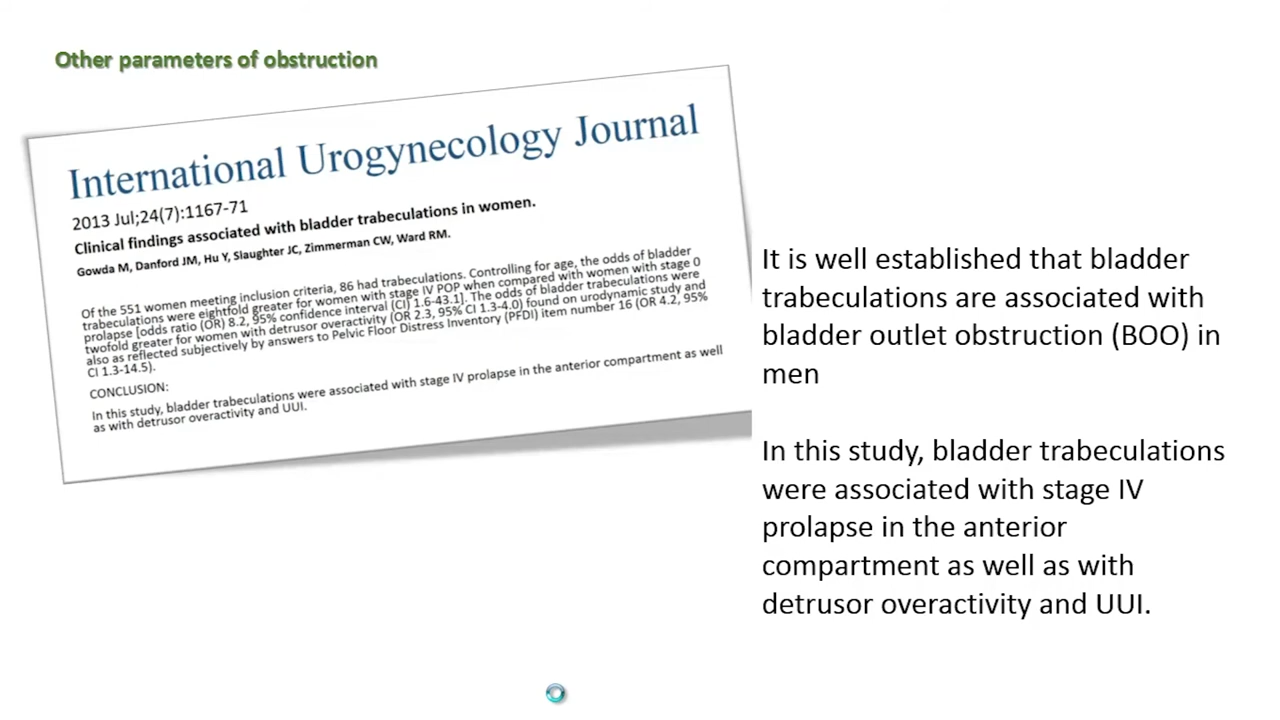 Other parameters of obstruction
International Urogynecology Journal
2013 Jul;24(7):1167-71
Clinical findings associated with bladder trabeculations in women.
Gowda M, Danford JM, Hu Y, Slaughter JC, Zimmerman CW, Ward RM.
Of the 551 women meeting inclusion criteria, 86 had trabeculations. Controlling for age, the odds of bladder
trabeculations were eightfold greater for women with stage IV POP when compared with women with stage 0
prolapse [odds ratio (OR) 8.2, 95% confidence interval (CI) 1.6-43.1]. The odds of bladder trabeculations were
twofold greater for women with detrusor overactivity (OR 2.3, 95% CI 1.3-4.0) found on urodynamic study and
also as reflected subjectively by answers to Pelvic Floor Distress Inventory (PFDI) item number 16 (OR 4.2, 95%
CI 1.3-14.5).
CONCLUSION:
In this study, bladder trabeculations were associated with stage IV prolapse in the anterior compartment as well
as with detrusor overactivity and UUI.
It is well established that bladder
trabeculations are associated with
bladder outlet obstruction (BOO) in
men
In this study, bladder trabeculations
were associated with stage IV
prolapse in the anterior
compartment as well as with
detrusor overactivity and UUI.